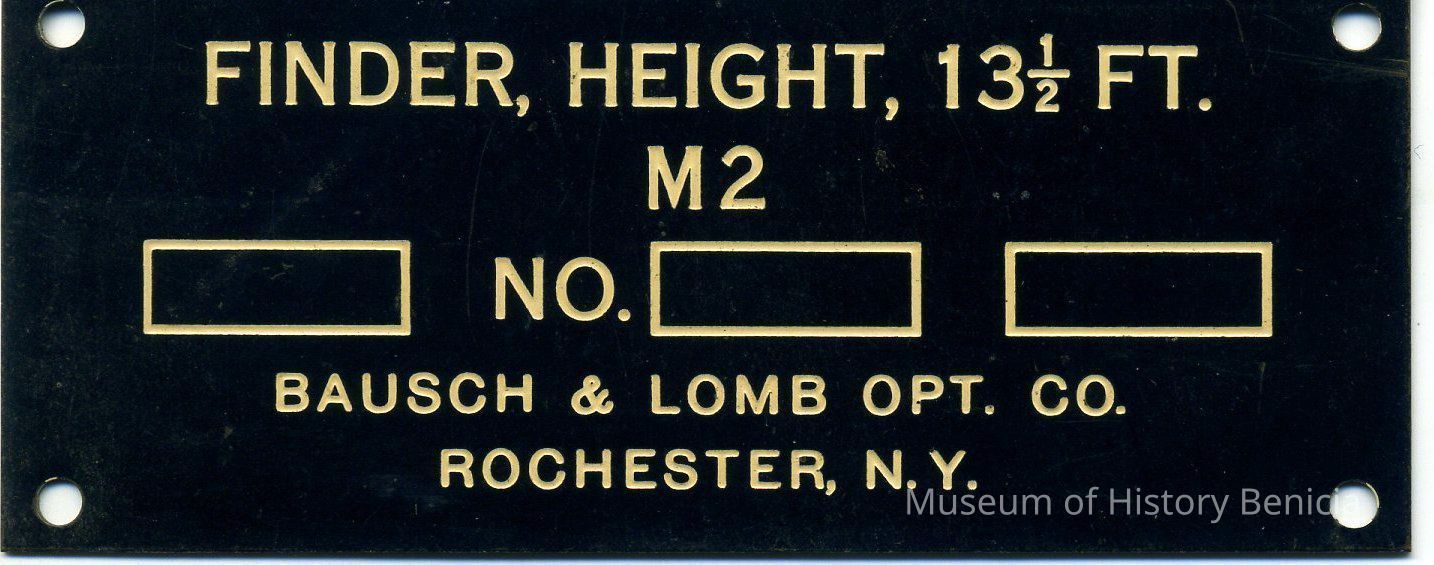 FINDER, HEIGHT, 13½ FT.
M2
NO.
BAUSCH & LOMB OPT. CO.
ROCHESTER, N.Y.
Museum of History Benicia